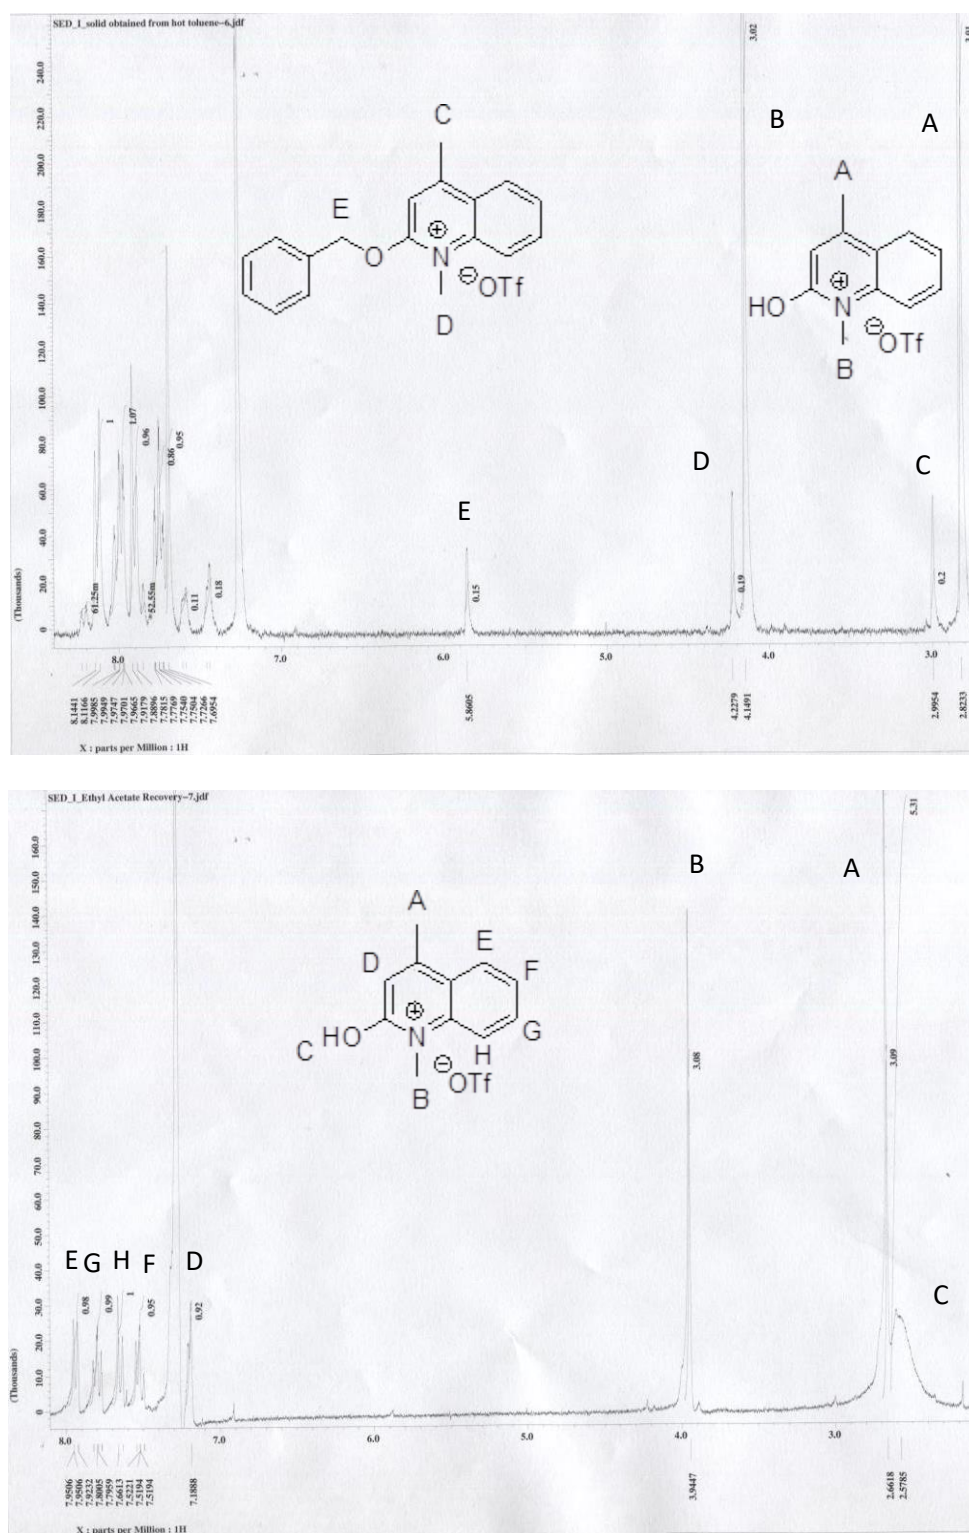 SED_I_solid obtained from hot toluene-6.jdf
3.02
240.0
220.0
200.0
180.0
160.0
140.0
120.0
100.0
80.0
60.0
40.0
20.0
0
(Thousands)
C
B
A
E
O
N
⊕
⊖OTf
D
A
HO
N
⊕
⊖OTf
B
D
C
E
61.25m
1
1.07
0.96
52.55m
0.86
0.95
0.11
0.18
0.15
0.19
0.2
8.0
7.0
6.0
5.0
4.0
3.0
8.1441
8.1166
7.9985
7.9949
7.9747
7.9701
7.9665
7.9179
7.8896
7.7815
7.7769
7.7540
7.7504
7.7266
7.6954
5.8605
4.2279
4.1491
2.9954
2.8233
X : parts per Million : 1H
SED_I_Ethyl Acetate Recovery-7.jdf
5.31
160.0
150.0
140.0
130.0
120.0
110.0
100.0
90.0
80.0
70.0
60.0
50.0
40.0
30.0
20.0
10.0
0
(Thousands)
B
A
A
D
E
F
G
H
C
HO
N
⊕
⊖OTf
B
3.08
3.09
C
E
G
H
F
D
0.98
0.99
1
0.95
0.92
8.0
7.0
6.0
5.0
4.0
3.0
7.9506
7.9506
7.9232
7.8005
7.7959
7.6613
7.5221
7.5194
7.5194
7.1888
3.9447
2.6618
2.5785
X : parts per Million : 1H